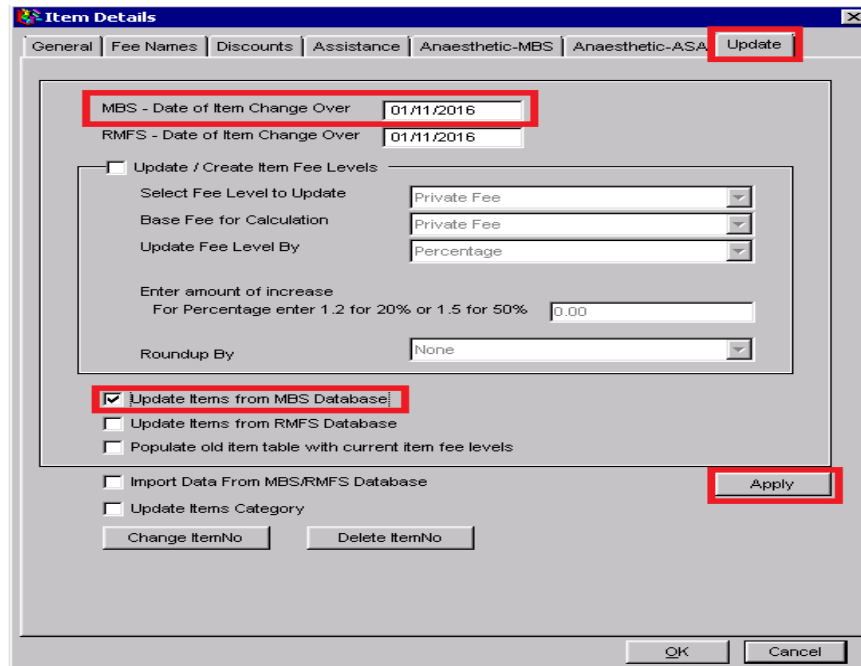 Item Details
General Fee Names Discounts Assistance Anaesthetic-MBS Anaesthetic-ASA Update
MBS - Date of Item Change Over 01/11/2016
RMFS - Date of Item Change Over 01/11/2016
Update / Create Item Fee Levels
Select Fee Level to Update Private Fee
Base Fee for Calculation Private Fee
Update Fee Level By Percentage
Enter amount of increase
For Percentage enter 1.2 for 20% or 1.5 for 50% 0.00
Roundup By None
Update Items from MBS Database
Update Items from RMFS Database
Populate old item table with current item fee levels
Import Data From MBS/RMFS Database Apply
Update Items Category
Change ItemNo Delete ItemNo
OK Cancel